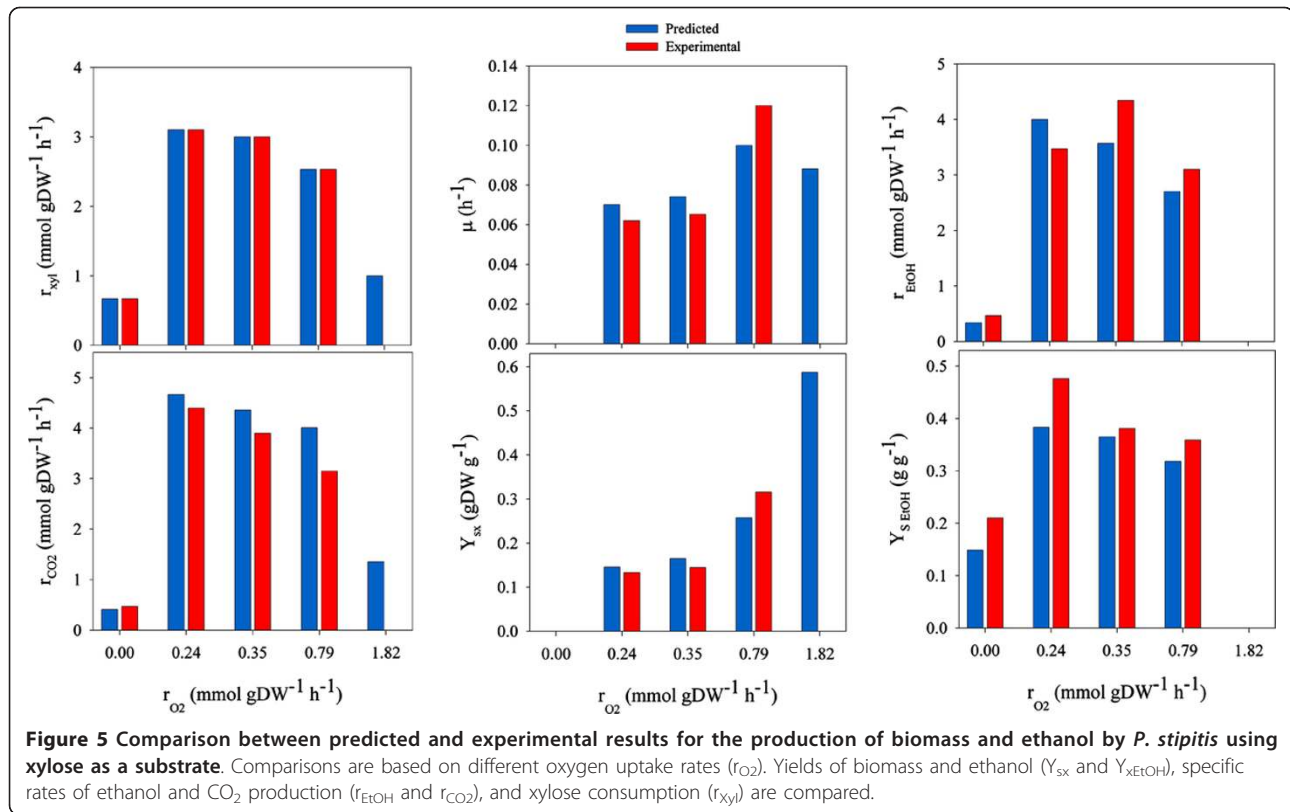 Predicted
Experimental
r_xyl (mmol gDW⁻¹ h⁻¹)
4
3
2
1
0
μ (h⁻¹)
0.14
0.12
0.10
0.08
0.06
0.04
0.02
0.00
r_EtOH (mmol gDW⁻¹ h⁻¹)
5
4
3
2
1
0
r_CO2 (mmol gDW⁻¹ h⁻¹)
5
4
3
2
1
0
0.00 0.24 0.35 0.79 1.82
r_O2 (mmol gDW⁻¹ h⁻¹)
Y_sx (gDW g⁻¹)
0.6
0.5
0.4
0.3
0.2
0.1
0.0
0.00 0.24 0.35 0.79 1.82
r_O2 (mmol gDW⁻¹ h⁻¹)
Y_S EtOH (g g⁻¹)
0.5
0.4
0.3
0.2
0.1
0.0
0.00 0.24 0.35 0.79 1.82
r_O2 (mmol gDW⁻¹ h⁻¹)
Figure 5 Comparison between predicted and experimental results for the production of biomass and ethanol by P. stipitis using
xylose as a substrate. Comparisons are based on different oxygen uptake rates (r_O2). Yields of biomass and ethanol (Y_sx and Y_xEtOH), specific
rates of ethanol and CO₂ production (r_EtOH and r_CO2), and xylose consumption (r_Xyl) are compared.